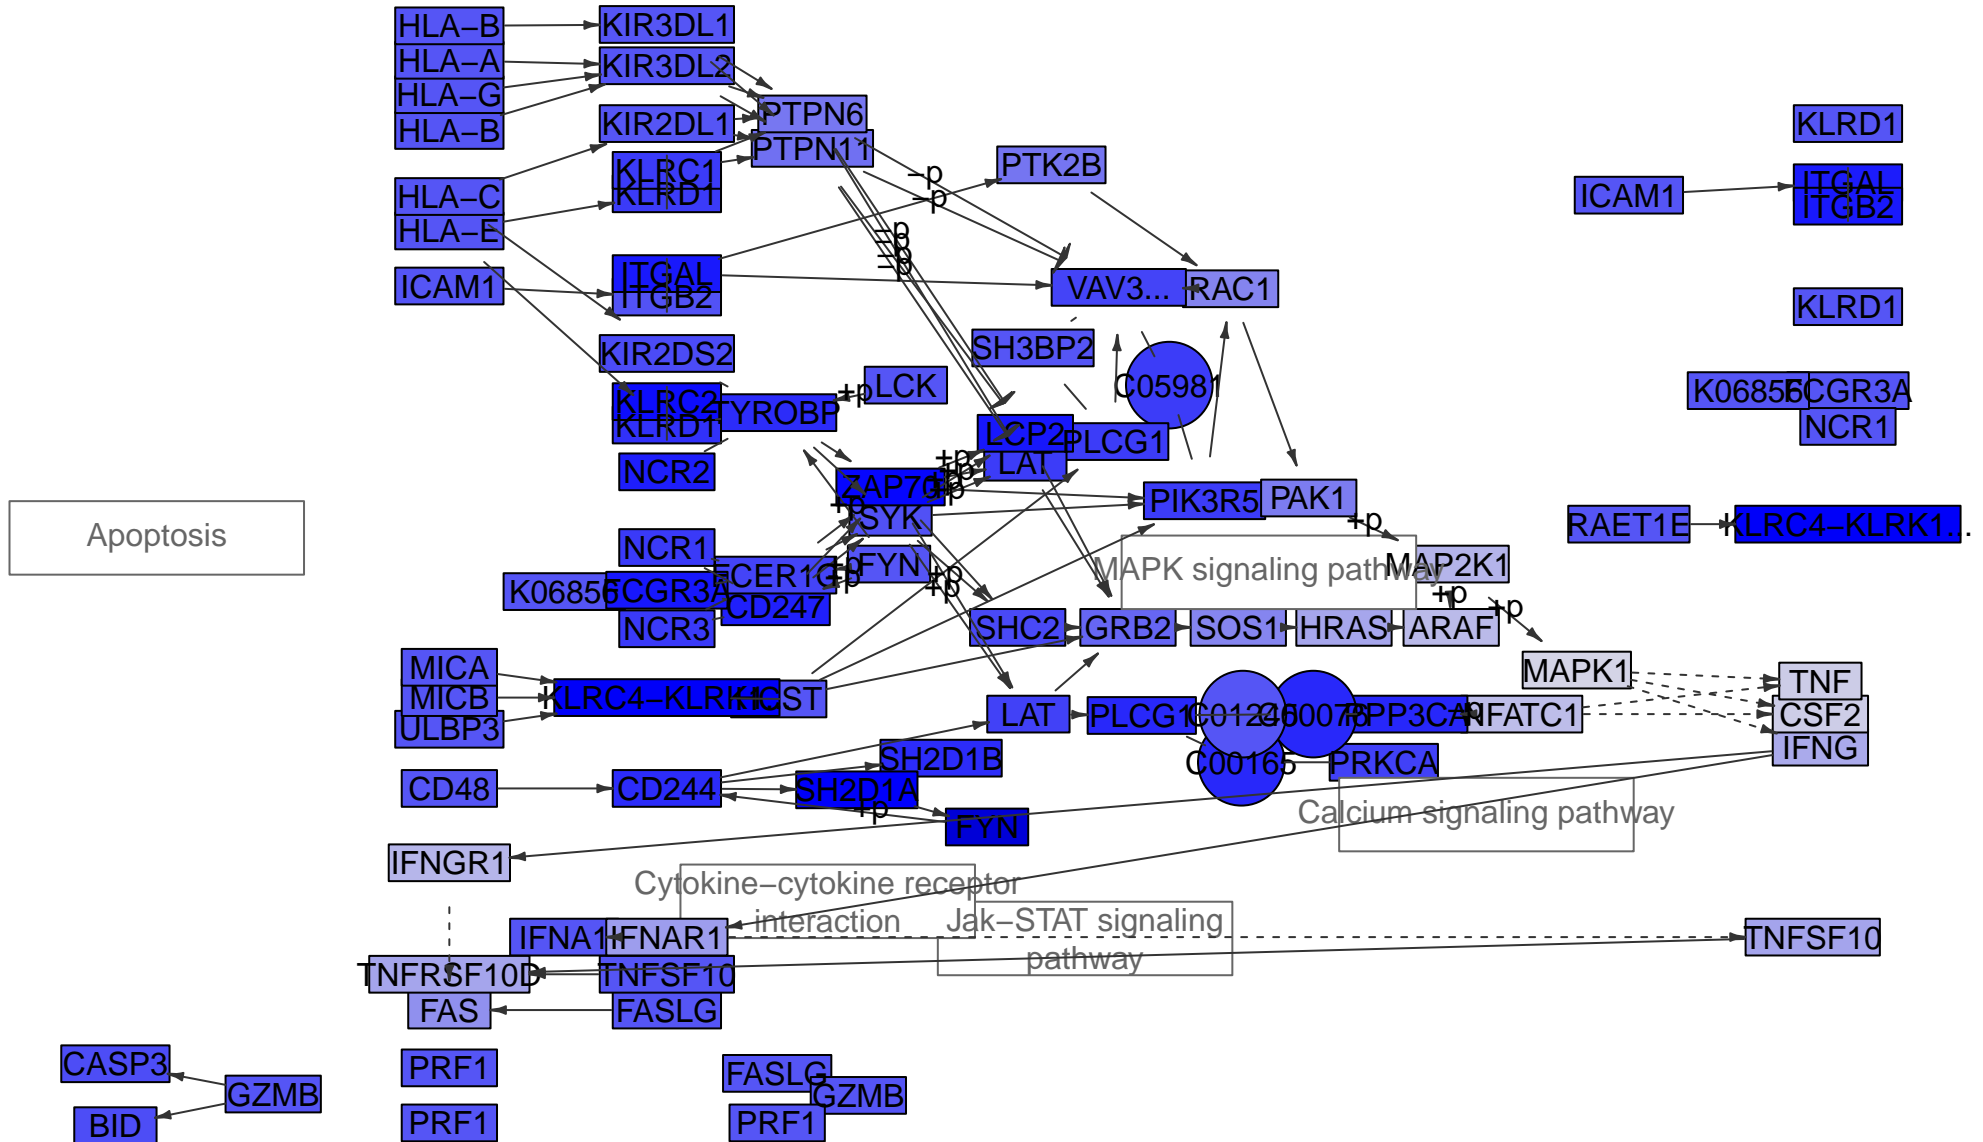 HLA−B
KIR3DL1
HLA−A
KIR3DL2
HLA−G
HLA−B
KIR2DL1
PTPN6
PTPN11
KLRC1
KLRD1
PTK2B
−p
−p
HLA−C
HLA−E
ICAM1
ITGAL
ITGB2
−p
−p
−p
−p
VAV3...
RAC1
SH3BP2
C05981
KIR2DS2
KLRC2
KLRD1
TYROBP
+p
LCK
LCP2
LAT
PLCG1
NCR2
ZAP70
SYK
+p
+p
+p
+p
+p
PIK3R5
PAK1
+p
Apoptosis
NCR1
FCER1G
+p
+p
FYN
+p
+p
MAPK signaling pathway
MAP2K1
K06856
FCGR3A
CD247
NCR3
SHC2
GRB2
SOS1
HRAS
ARAF
+p
+p
MICA
MICB
ULBP3
KLRC4−KLRK1...
HCST
LAT
PLCG1
C01245
C00076
C00165
PPP3CA
−p
NFATC1
PRKCA
MAPK1
TNF
CSF2
IFNG
CD48
CD244
SH2D1B
SH2D1A
+p
FYN
Calcium signaling pathway
IFNGR1
Cytokine−cytokine receptor
interaction
Jak−STAT signaling
pathway
IFNA1
IFNAR1
TNFSF10
TNFRSF10D
TNFSF10
FAS
FASLG
CASP3
GZMB
BID
PRF1
PRF1
FASLG
GZMB
PRF1
KLRD1
ICAM1
ITGAL
ITGB2
KLRD1
K06856
FCGR3A
NCR1
RAET1E
KLRC4−KLRK1...